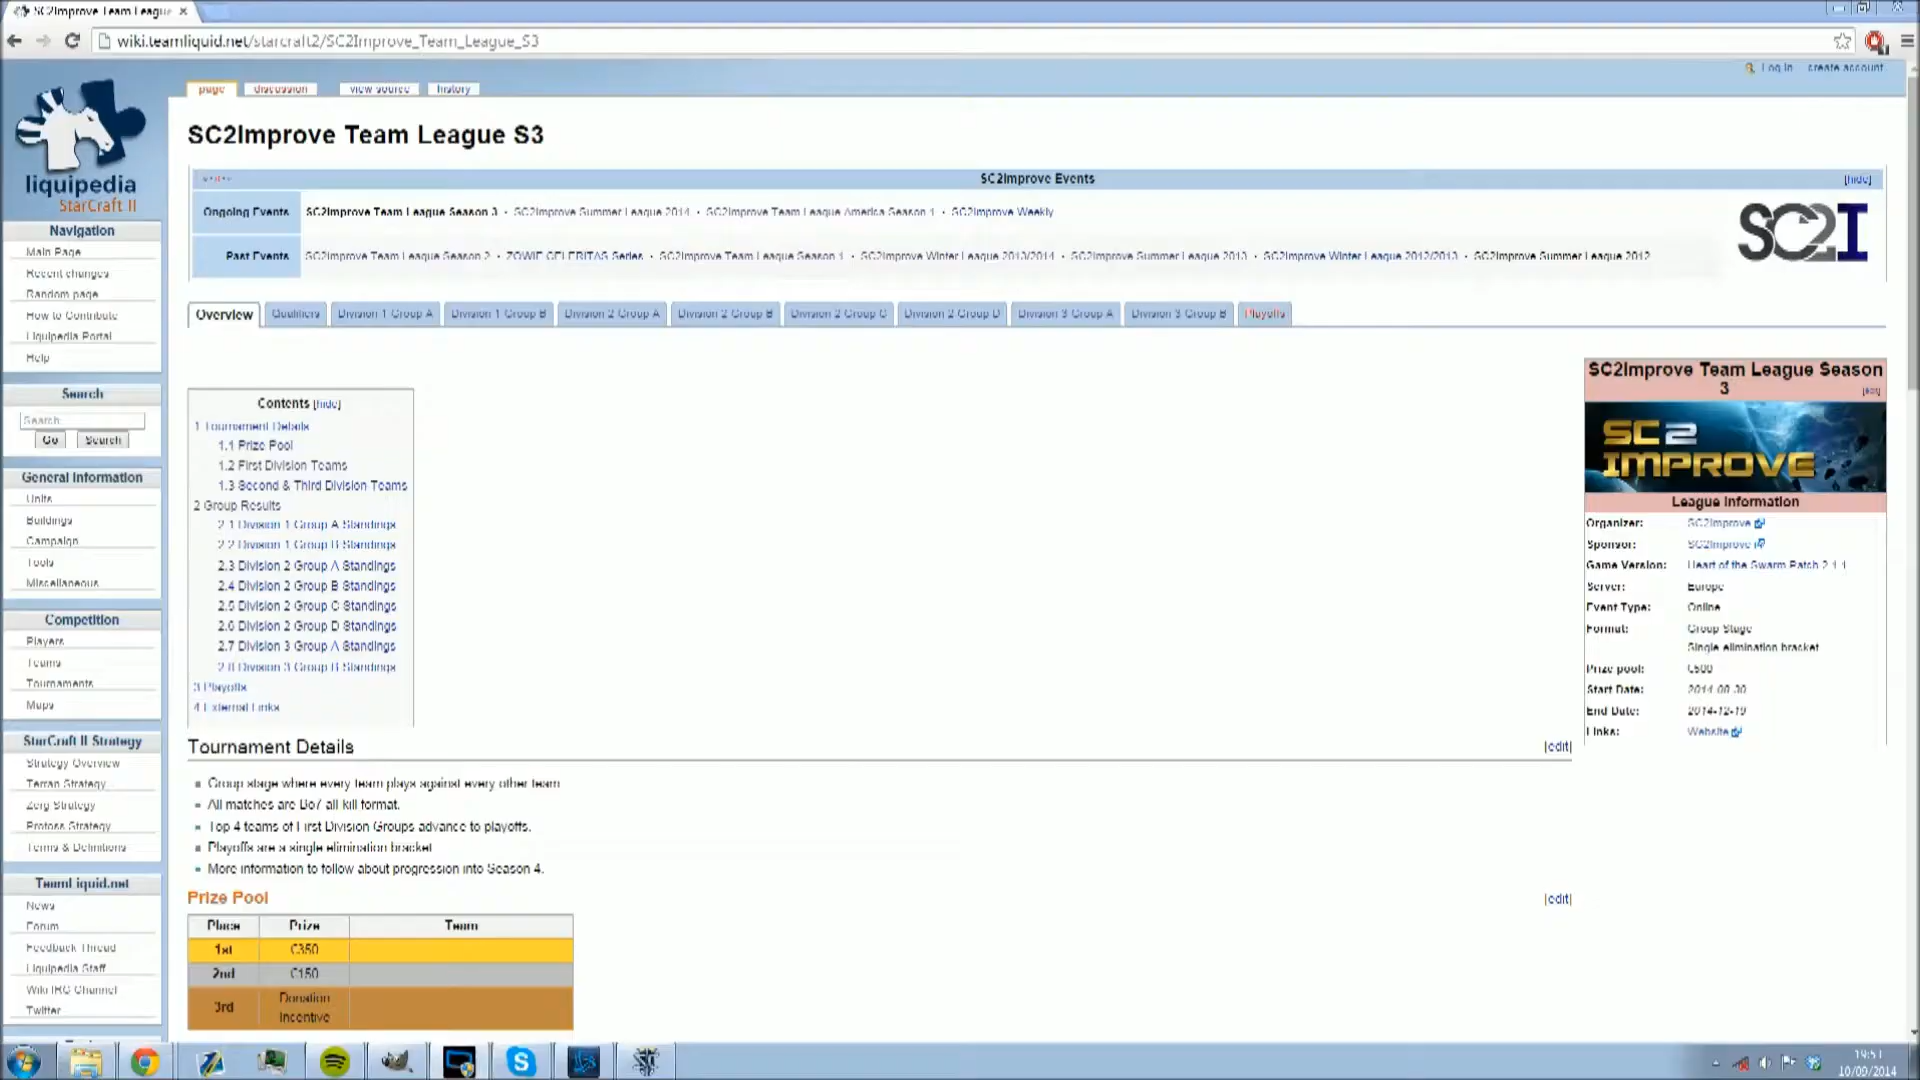 SC2Improve Team League
wiki.teamliquid.net/starcraft2/SC2Improve_Team_League_S3
Log in create account
page discussion view source history
SC2Improve Team League S3
SC2Improve Events [hide]
Ongoing Events SC2Improve Team League Season 3 · SC2Improve Summer League 2014 · SC2Improve Team League America Season 1 · SC2Improve Weekly
Past Events SC2Improve Team League Season 2 · ZOWIE CELERITAS Series · SC2Improve Team League Season 1 · SC2Improve Winter League 2013/2014 · SC2Improve Summer League 2013 · SC2Improve Winter League 2012/2013 · SC2Improve Summer League 2012
SC2I
Overview Qualifiers Division 1 Group A Division 1 Group B Division 2 Group A Division 2 Group B Division 2 Group C Division 2 Group D Division 3 Group A Division 3 Group B Playoffs
liquipedia
StarCraft II
Navigation
Main Page
Recent changes
Random page
How to Contribute
Liquipedia Portal
Help
Search
Search
Go Search
General Information
Units
Buildings
Campaign
Tools
Miscellaneous
Competition
Players
Teams
Tournaments
Maps
StarCraft II Strategy
Strategy Overview
Terran Strategy
Zerg Strategy
Protoss Strategy
Terms & Definitions
TeamLiquid.net
News
Forum
Feedback Thread
Liquipedia Staff
Wiki IRC Channel
Twitter
Contents [hide]
1 Tournament Details
1.1 Prize Pool
1.2 First Division Teams
1.3 Second & Third Division Teams
2 Group Results
2.1 Division 1 Group A Standings
2.2 Division 1 Group B Standings
2.3 Division 2 Group A Standings
2.4 Division 2 Group B Standings
2.5 Division 2 Group C Standings
2.6 Division 2 Group D Standings
2.7 Division 3 Group A Standings
2.8 Division 3 Group B Standings
3 Playoffs
4 External Links
SC2Improve Team League Season
3 [edit]
SC2
IMPROVE
League Information
Organizer: SC2Improve
Sponsor: SC2Improve
Game Version: Heart of the Swarm Patch 2.1.1
Server: Europe
Event Type: Online
Format: Group Stage
Single elimination bracket
Prize pool: €500
Start Date: 2014-08-30
End Date: 2014-12-19
Links: Website
Tournament Details [edit]
Group stage where every team plays against every other team
All matches are Bo7 all kill format.
Top 4 teams of First Division Groups advance to playoffs.
Playoffs are a single elimination bracket
More information to follow about progression into Season 4.
Prize Pool [edit]
Place Prize Team
1st €350
2nd €150
3rd Donation
Incentive
19:51
10/09/2014